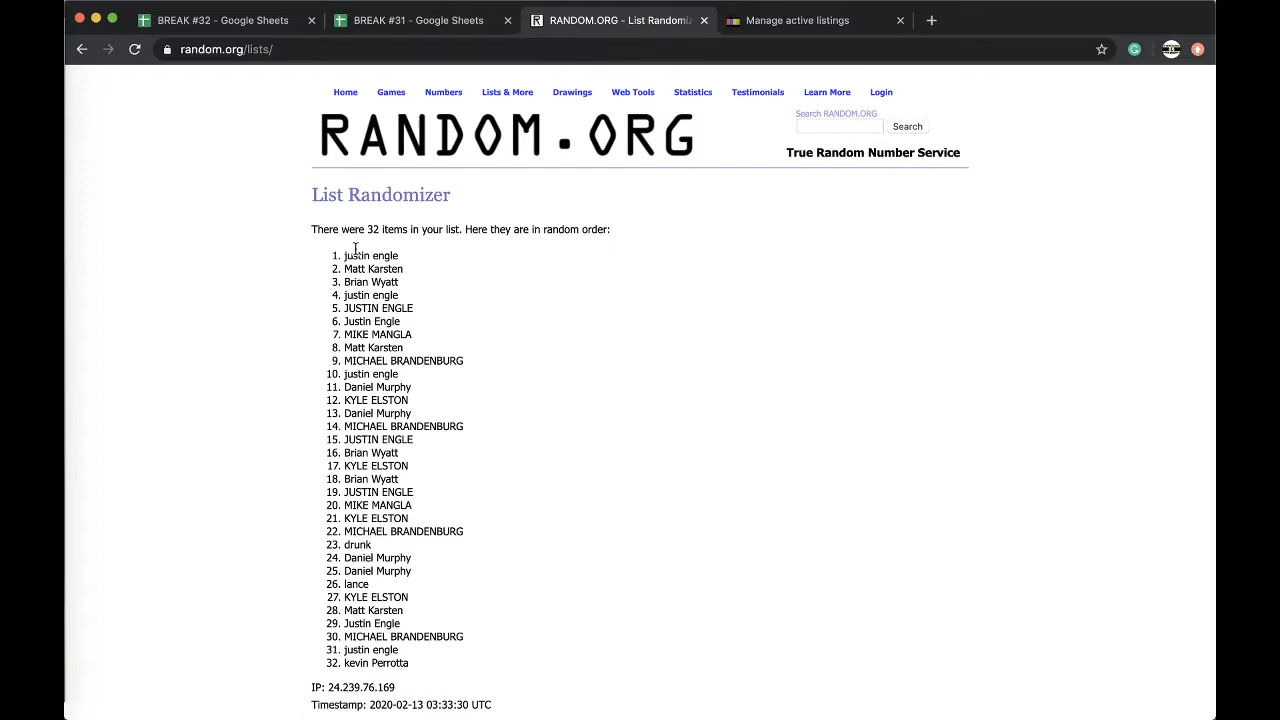 BREAK #32 - Google Sheets
BREAK #31 - Google Sheets
RANDOM.ORG - List Randomiz
Manage active listings
random.org/lists/
Home Games Numbers Lists & More Drawings Web Tools Statistics Testimonials Learn More Login
Search RANDOM.ORG
RANDOM.ORG
Search
True Random Number Service
List Randomizer
There were 32 items in your list. Here they are in random order:
1. justin engle
2. Matt Karsten
3. Brian Wyatt
4. justin engle
5. JUSTIN ENGLE
6. Justin Engle
7. MIKE MANGLA
8. Matt Karsten
9. MICHAEL BRANDENBURG
10. justin engle
11. Daniel Murphy
12. KYLE ELSTON
13. Daniel Murphy
14. MICHAEL BRANDENBURG
15. JUSTIN ENGLE
16. Brian Wyatt
17. KYLE ELSTON
18. Brian Wyatt
19. JUSTIN ENGLE
20. MIKE MANGLA
21. KYLE ELSTON
22. MICHAEL BRANDENBURG
23. drunk
24. Daniel Murphy
25. Daniel Murphy
26. lance
27. KYLE ELSTON
28. Matt Karsten
29. Justin Engle
30. MICHAEL BRANDENBURG
31. justin engle
32. kevin Perrotta
IP: 24.239.76.169
Timestamp: 2020-02-13 03:33:30 UTC